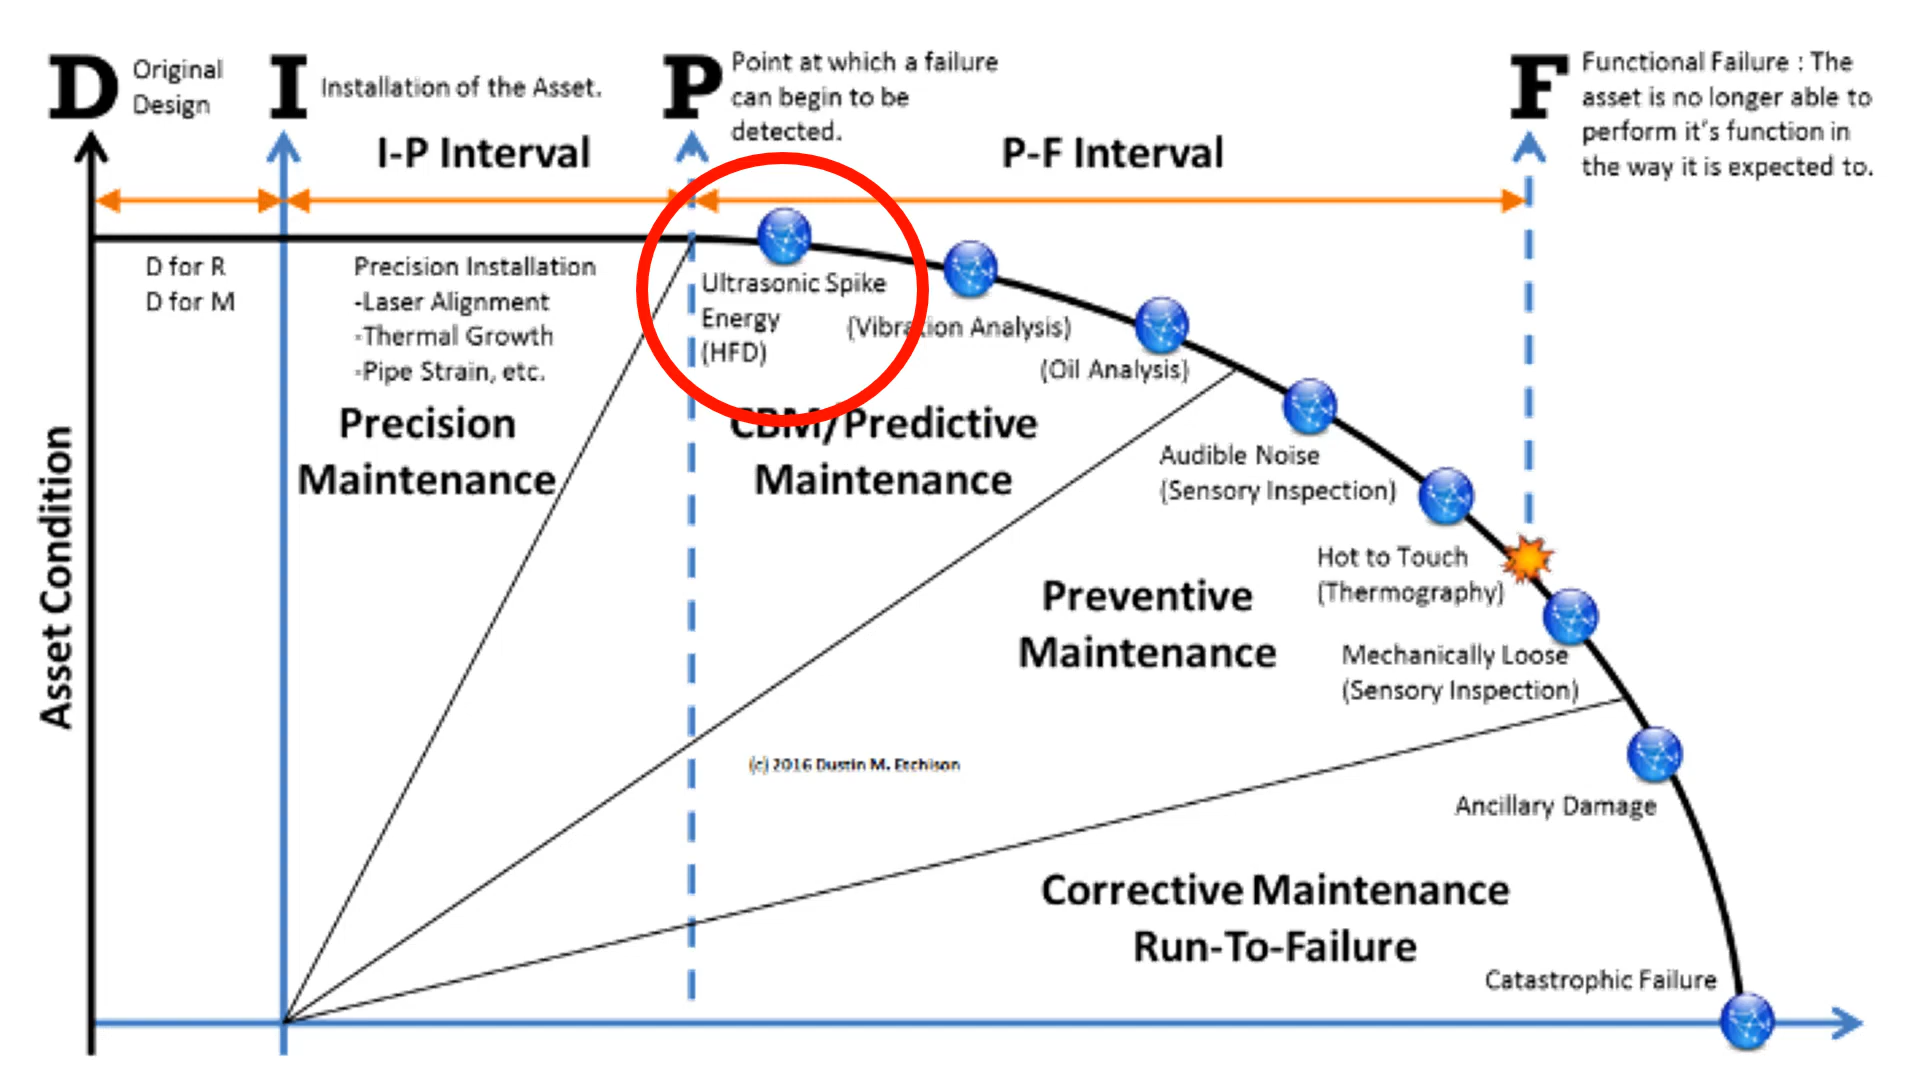 D
Original
Design
I
Installation of the Asset.
P
Point at which a failure
can begin to be
detected.
F
Functional Failure : The
asset is no longer able to
perform it's function in
the way it is expected to.
I-P Interval
P-F Interval
D for R
D for M
Precision Installation
-Laser Alignment
-Thermal Growth
-Pipe Strain, etc.
Precision
Maintenance
Ultrasonic Spike
Energy
(HFD)
(Vibration Analysis)
(Oil Analysis)
CBM/Predictive
Maintenance
Audible Noise
(Sensory Inspection)
Hot to Touch
(Thermography)
Preventive
Maintenance
Mechanically Loose
(Sensory Inspection)
Asset Condition
(c) 2016 Dustin M. Etchison
Ancillary Damage
Corrective Maintenance
Run-To-Failure
Catastrophic Failure